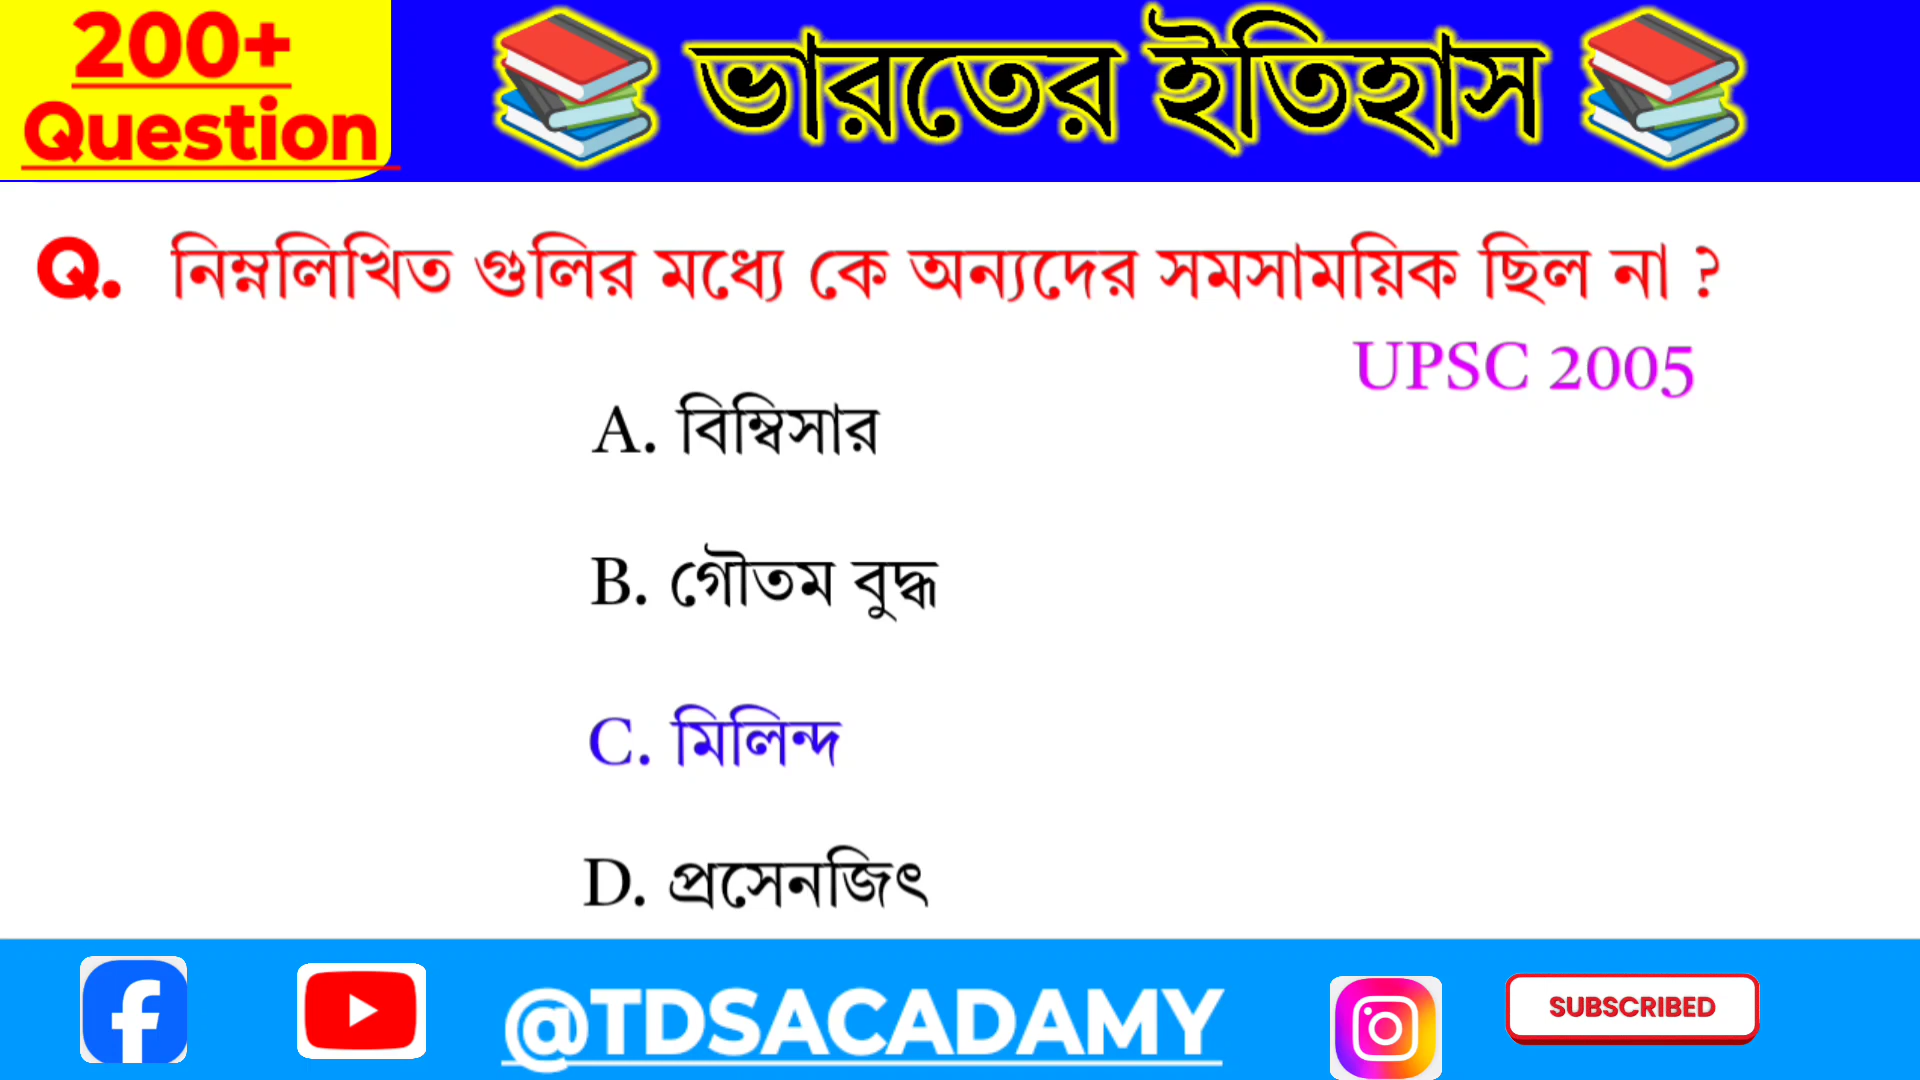 200+
Question
ভারতের ইতিহাস
Q. নিম্নলিখিত গুলির মধ্যে কে অন্যদের সমসাময়িক ছিল না ?
UPSC 2005
A. বিম্বিসার
B. গৌতম বুদ্ধ
C. মিলিন্দ
D. প্রসেনজিৎ
@TDSACADAMY
SUBSCRIBED